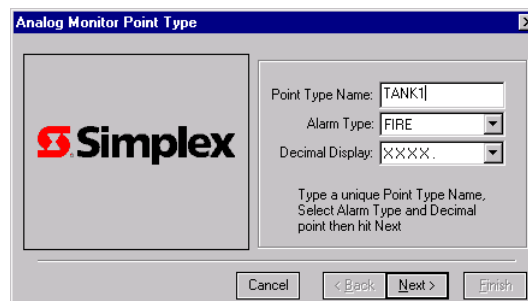 Analog Monitor Point Type
Simplex
Point Type Name: TANK1
Alarm Type: FIRE
Decimal Display: XXXX.
Type a unique Point Type Name,
Select Alarm Type and Decimal
point then hit Next
Cancel < Back Next > Finish